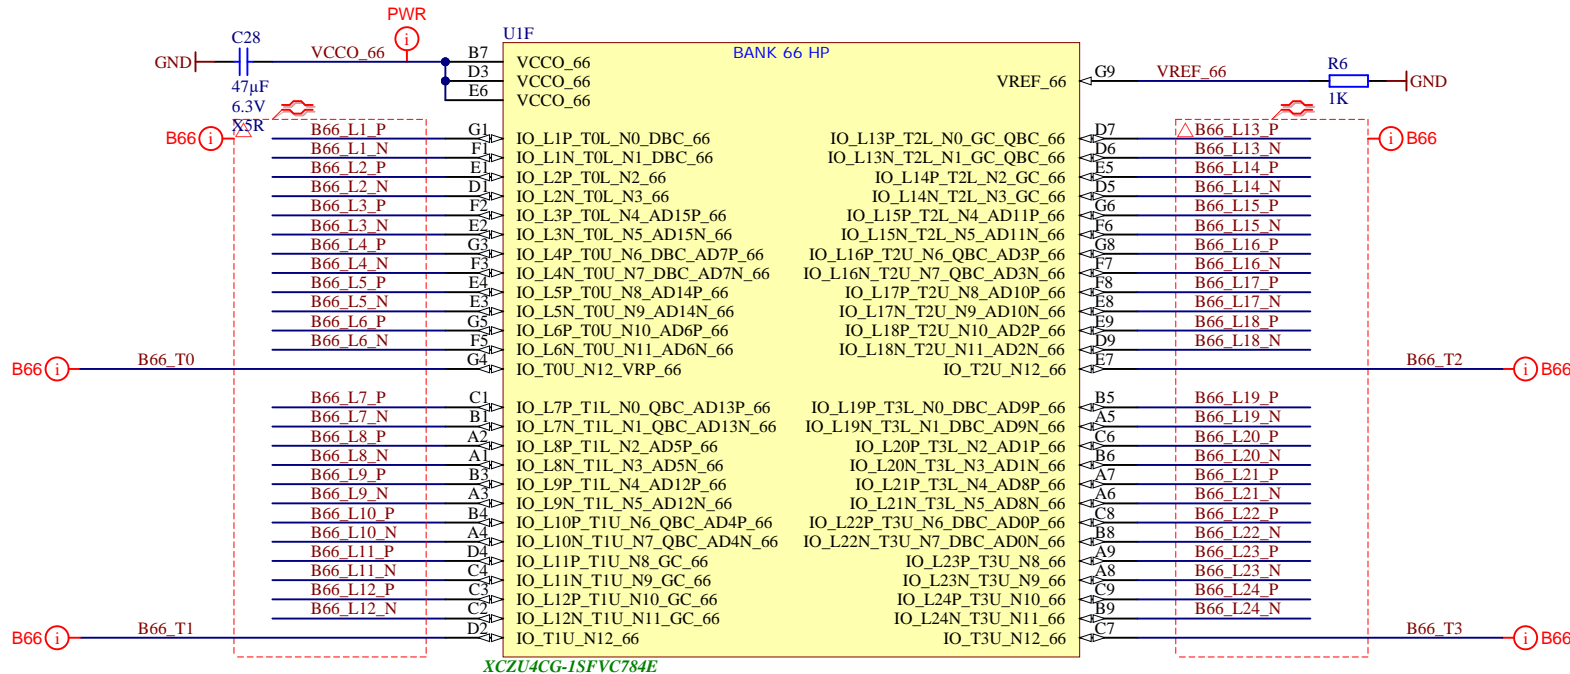 PWR
C28
GND
VCCO_66
47µF
6.3V
X5R
U1F
BANK 66 HP
B7 VCCO_66
D3 VCCO_66
E6 VCCO_66
VREF_66 G9 VREF_66
R6
1K
GND
B66
B66
B66_L1_P G1 IO_L1P_T0L_N0_DBC_66
B66_L1_N F1 IO_L1N_T0L_N1_DBC_66
B66_L2_P E1 IO_L2P_T0L_N2_66
B66_L2_N D1 IO_L2N_T0L_N3_66
B66_L3_P F2 IO_L3P_T0L_N4_AD15P_66
B66_L3_N E2 IO_L3N_T0L_N5_AD15N_66
B66_L4_P G3 IO_L4P_T0U_N6_DBC_AD7P_66
B66_L4_N F3 IO_L4N_T0U_N7_DBC_AD7N_66
B66_L5_P E4 IO_L5P_T0U_N8_AD14P_66
B66_L5_N E3 IO_L5N_T0U_N9_AD14N_66
B66_L6_P G5 IO_L6P_T0U_N10_AD6P_66
B66_L6_N F5 IO_L6N_T0U_N11_AD6N_66
B66 B66_T0 G4 IO_T0U_N12_VRP_66
B66_L7_P C1 IO_L7P_T1L_N0_QBC_AD13P_66
B66_L7_N B1 IO_L7N_T1L_N1_QBC_AD13N_66
B66_L8_P A2 IO_L8P_T1L_N2_AD5P_66
B66_L8_N A1 IO_L8N_T1L_N3_AD5N_66
B66_L9_P B3 IO_L9P_T1L_N4_AD12P_66
B66_L9_N A3 IO_L9N_T1L_N5_AD12N_66
B66_L10_P B4 IO_L10P_T1U_N6_QBC_AD4P_66
B66_L10_N A4 IO_L10N_T1U_N7_QBC_AD4N_66
B66_L11_P D4 IO_L11P_T1U_N8_GC_66
B66_L11_N C4 IO_L11N_T1U_N9_GC_66
B66_L12_P C3 IO_L12P_T1U_N10_GC_66
B66_L12_N C2 IO_L12N_T1U_N11_GC_66
B66 B66_T1 D2 IO_T1U_N12_66
IO_L13P_T2L_N0_GC_QBC_66 D7 B66_L13_P
IO_L13N_T2L_N1_GC_QBC_66 D6 B66_L13_N
IO_L14P_T2L_N2_GC_66 E5 B66_L14_P
IO_L14N_T2L_N3_GC_66 D5 B66_L14_N
IO_L15P_T2L_N4_AD11P_66 G6 B66_L15_P
IO_L15N_T2L_N5_AD11N_66 F6 B66_L15_N
IO_L16P_T2U_N6_QBC_AD3P_66 G8 B66_L16_P
IO_L16N_T2U_N7_QBC_AD3N_66 F7 B66_L16_N
IO_L17P_T2U_N8_AD10P_66 F8 B66_L17_P
IO_L17N_T2U_N9_AD10N_66 E8 B66_L17_N
IO_L18P_T2U_N10_AD2P_66 E9 B66_L18_P
IO_L18N_T2U_N11_AD2N_66 D9 B66_L18_N
IO_T2U_N12_66 E7 B66_T2 B66
IO_L19P_T3L_N0_DBC_AD9P_66 B5 B66_L19_P
IO_L19N_T3L_N1_DBC_AD9N_66 A5 B66_L19_N
IO_L20P_T3L_N2_AD1P_66 C6 B66_L20_P
IO_L20N_T3L_N3_AD1N_66 B6 B66_L20_N
IO_L21P_T3L_N4_AD8P_66 A7 B66_L21_P
IO_L21N_T3L_N5_AD8N_66 A6 B66_L21_N
IO_L22P_T3U_N6_DBC_AD0P_66 C8 B66_L22_P
IO_L22N_T3U_N7_DBC_AD0N_66 B8 B66_L22_N
IO_L23P_T3U_N8_66 A9 B66_L23_P
IO_L23N_T3U_N9_66 A8 B66_L23_N
IO_L24P_T3U_N10_66 C9 B66_L24_P
IO_L24N_T3U_N11_66 B9 B66_L24_N
IO_T3U_N12_66 C7 B66_T3 B66
XCZU4CG-1SFVC784E